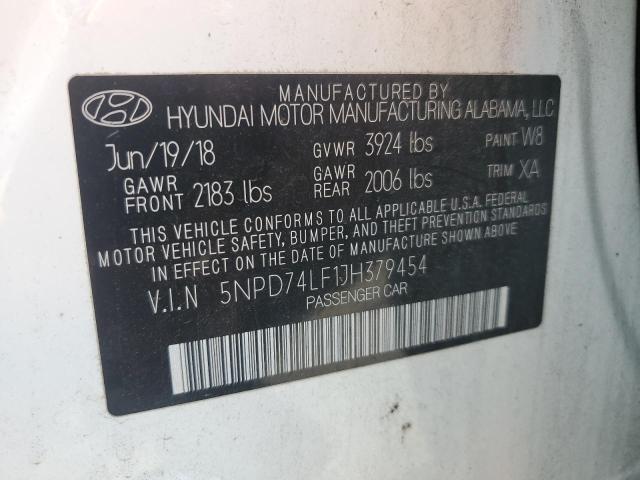 MANUFACTURED BY
HYUNDAI MOTOR MANUFACTURING ALABAMA, LLC
Jun/19/18 GVWR 3924 lbs PAINT W8
GAWR FRONT 2183 lbs GAWR REAR 2006 lbs TRIM XA
THIS VEHICLE CONFORMS TO ALL APPLICABLE U.S.A. FEDERAL
MOTOR VEHICLE SAFETY, BUMPER, AND THEFT PREVENTION STANDARDS
IN EFFECT ON THE DATE OF MANUFACTURE SHOWN ABOVE.
V.I.N 5NPD74LF1JH379454
PASSENGER CAR